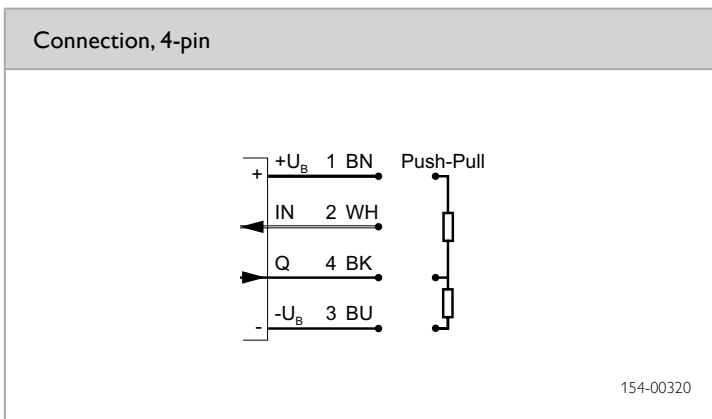 Connection, 4-pin
+U_B 1 BN Push-Pull
+
IN 2 WH
Q 4 BK
-U_B 3 BU
-
154-00320